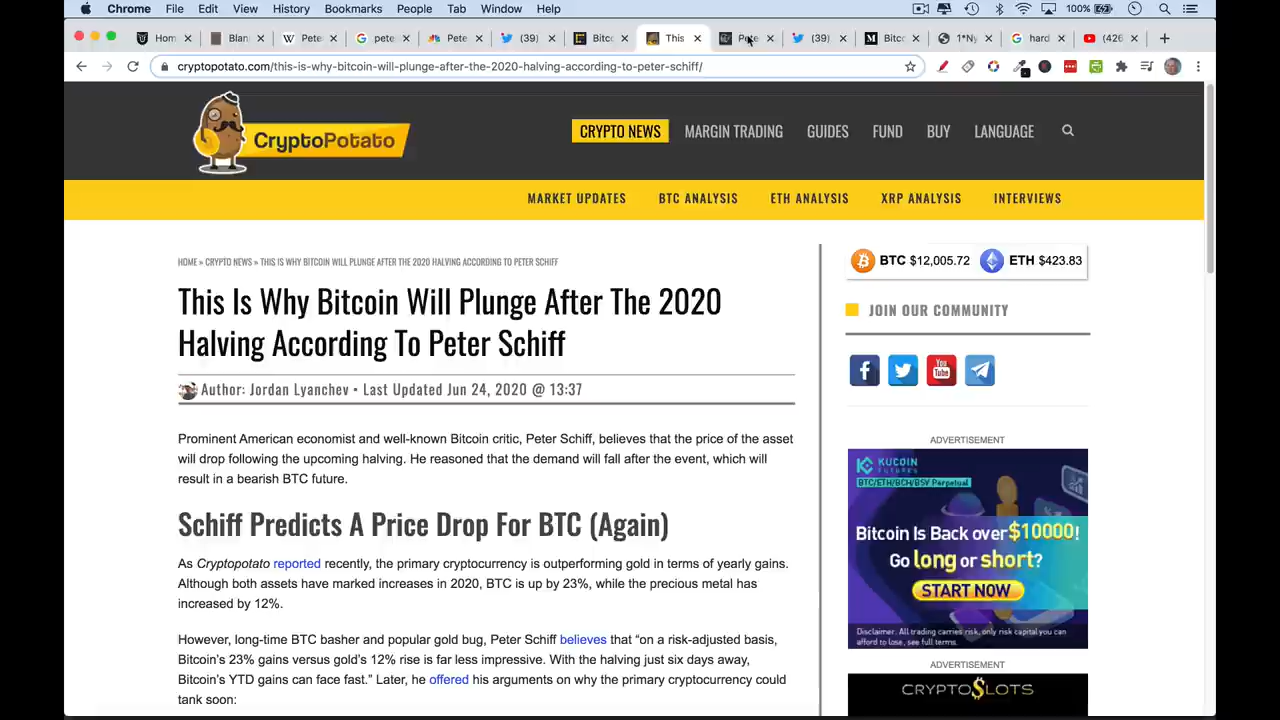 Chrome File Edit View History Bookmarks People Tab Window Help 100%
Hom Blan Pete pete Pete (39) Bitc This Pete (39) Bitc 1*Ny hard (426
cryptopotato.com/this-is-why-bitcoin-will-plunge-after-the-2020-halving-according-to-peter-schiff/
CryptoPotato
CRYPTO NEWS MARGIN TRADING GUIDES FUND BUY LANGUAGE
MARKET UPDATES BTC ANALYSIS ETH ANALYSIS XRP ANALYSIS INTERVIEWS
HOME » CRYPTO NEWS » THIS IS WHY BITCOIN WILL PLUNGE AFTER THE 2020 HALVING ACCORDING TO PETER SCHIFF
This Is Why Bitcoin Will Plunge After The 2020
Halving According To Peter Schiff
Author: Jordan Lyanchev • Last Updated Jun 24, 2020 @ 13:37
Prominent American economist and well-known Bitcoin critic, Peter Schiff, believes that the price of the asset
will drop following the upcoming halving. He reasoned that the demand will fall after the event, which will
result in a bearish BTC future.
Schiff Predicts A Price Drop For BTC (Again)
As Cryptopotato reported recently, the primary cryptocurrency is outperforming gold in terms of yearly gains.
Although both assets have marked increases in 2020, BTC is up by 23%, while the precious metal has
increased by 12%.
However, long-time BTC basher and popular gold bug, Peter Schiff believes that “on a risk-adjusted basis,
Bitcoin’s 23% gains versus gold’s 12% rise is far less impressive. With the halving just six days away,
Bitcoin’s YTD gains can face fast.” Later, he offered his arguments on why the primary cryptocurrency could
tank soon:
BTC $12,005.72 ETH $423.83
JOIN OUR COMMUNITY
You
Tube
ADVERTISEMENT
KUCOIN
FUTURES
BTC/ETH/BCH/BSV Perpetual
Bitcoin Is Back over $10000!
Go long or short?
START NOW
Disclaimer: All trading carries risk, only risk capital you can
afford to lose, see full terms.
ADVERTISEMENT
CRYPTOSLOTS